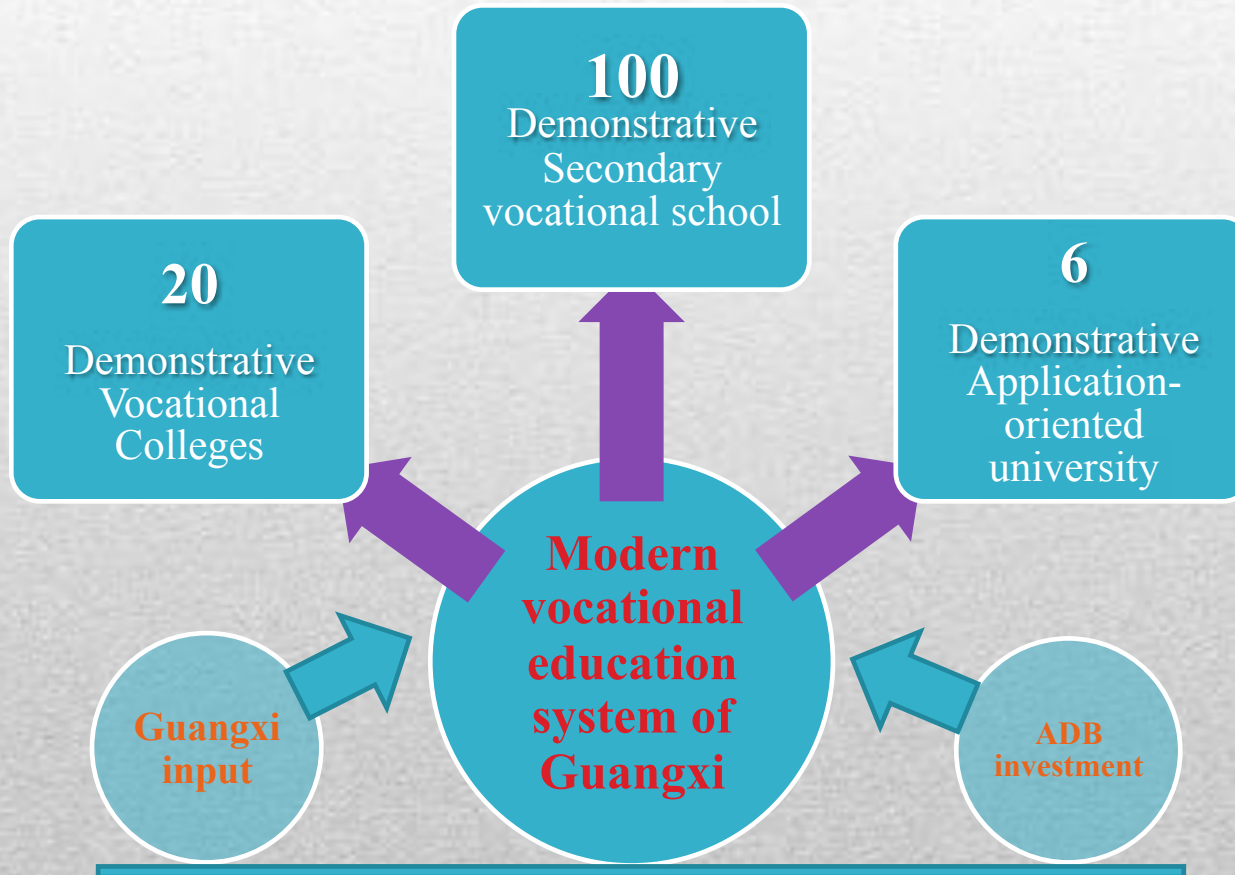 100
Demonstrative
Secondary
vocational school
20
Demonstrative
Vocational
Colleges
6
Demonstrative
Application-
oriented
university
Modern
vocational
education
system of
Guangxi
Guangxi
input
ADB
investment